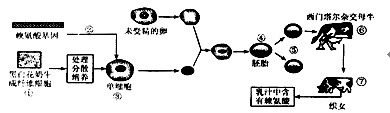 未受精的卵
赖氨酸基因
②
黑白花奶牛
成纤维细胞
①
处理
分散
培养
单细胞
③
④
胚胎
⑤
西门塔尔杂交母牛
⑥
⑦
乳汁中含
有赖氨酸
织女